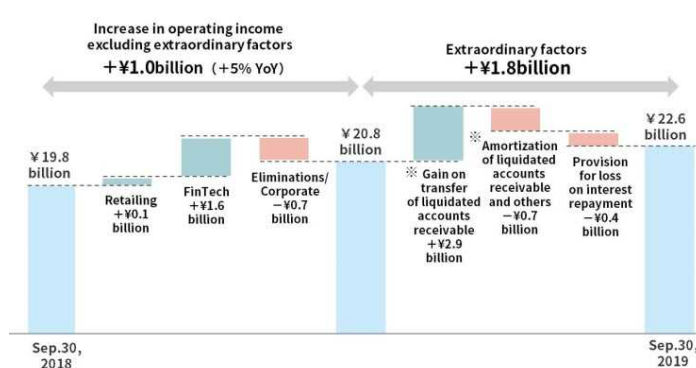 Increase in operating income
excluding extraordinary factors
+¥1.0billion (+5% YoY)
Extraordinary factors
+¥1.8billion
¥19.8
billion
Retailing
+¥0.1
billion
FinTech
+¥1.6
billion
Eliminations/
Corporate
−¥0.7
billion
¥20.8
billion
※ Gain on
transfer
of liquidated
accounts
receivable
+¥2.9
billion
※
Amortization
of liquidated
accounts
receivable
and others
−¥0.7
billion
Provision
for loss
on interest
repayment
−¥0.4
billion
¥22.6
billion
Sep.30,
2018
Sep.30,
2019